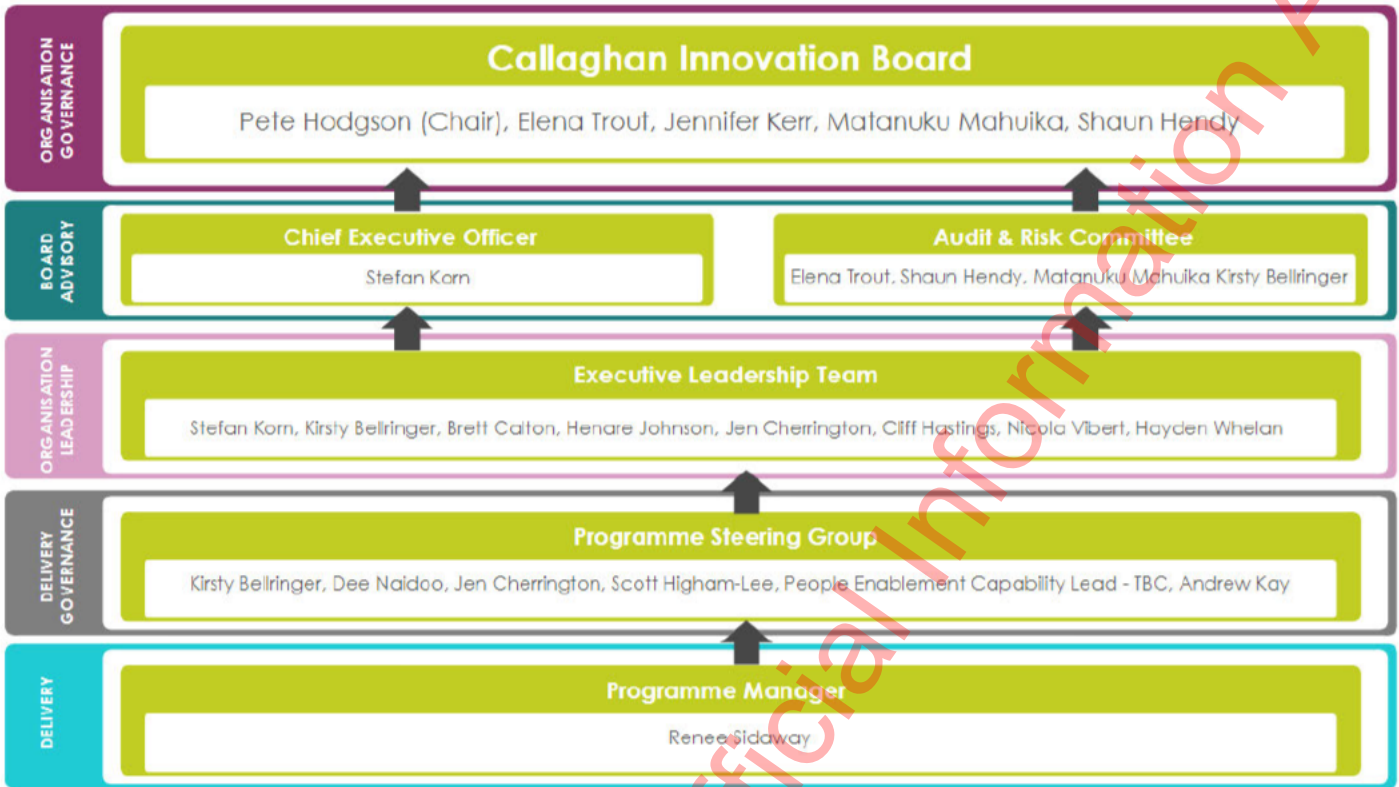 ORGANISATION
GOVERNANCE
Callaghan Innovation Board
Pete Hodgson (Chair), Elena Trout, Jennifer Kerr, Matanuku Mahuika, Shaun Hendy
BOARD
ADVISORY
Chief Executive Officer
Stefan Korn
Audit & Risk Committee
Elena Trout, Shaun Hendy, Matanuku Mahuika Kirsty Bellringer
ORGANISATION
LEADERSHIP
Executive Leadership Team
Stefan Korn, Kirsty Bellringer, Brett Calton, Henare Johnson, Jen Cherrington, Cliff Hastings, Nicola Vibert, Hayden Whelan
DELIVERY
GOVERNANCE
Programme Steering Group
Kirsty Bellringer, Dee Naidoo, Jen Cherrington, Scott Higham-Lee, People Enablement Capability Lead - TBC, Andrew Kay
DELIVERY
Programme Manager
Renee Sidaway
Official Information A